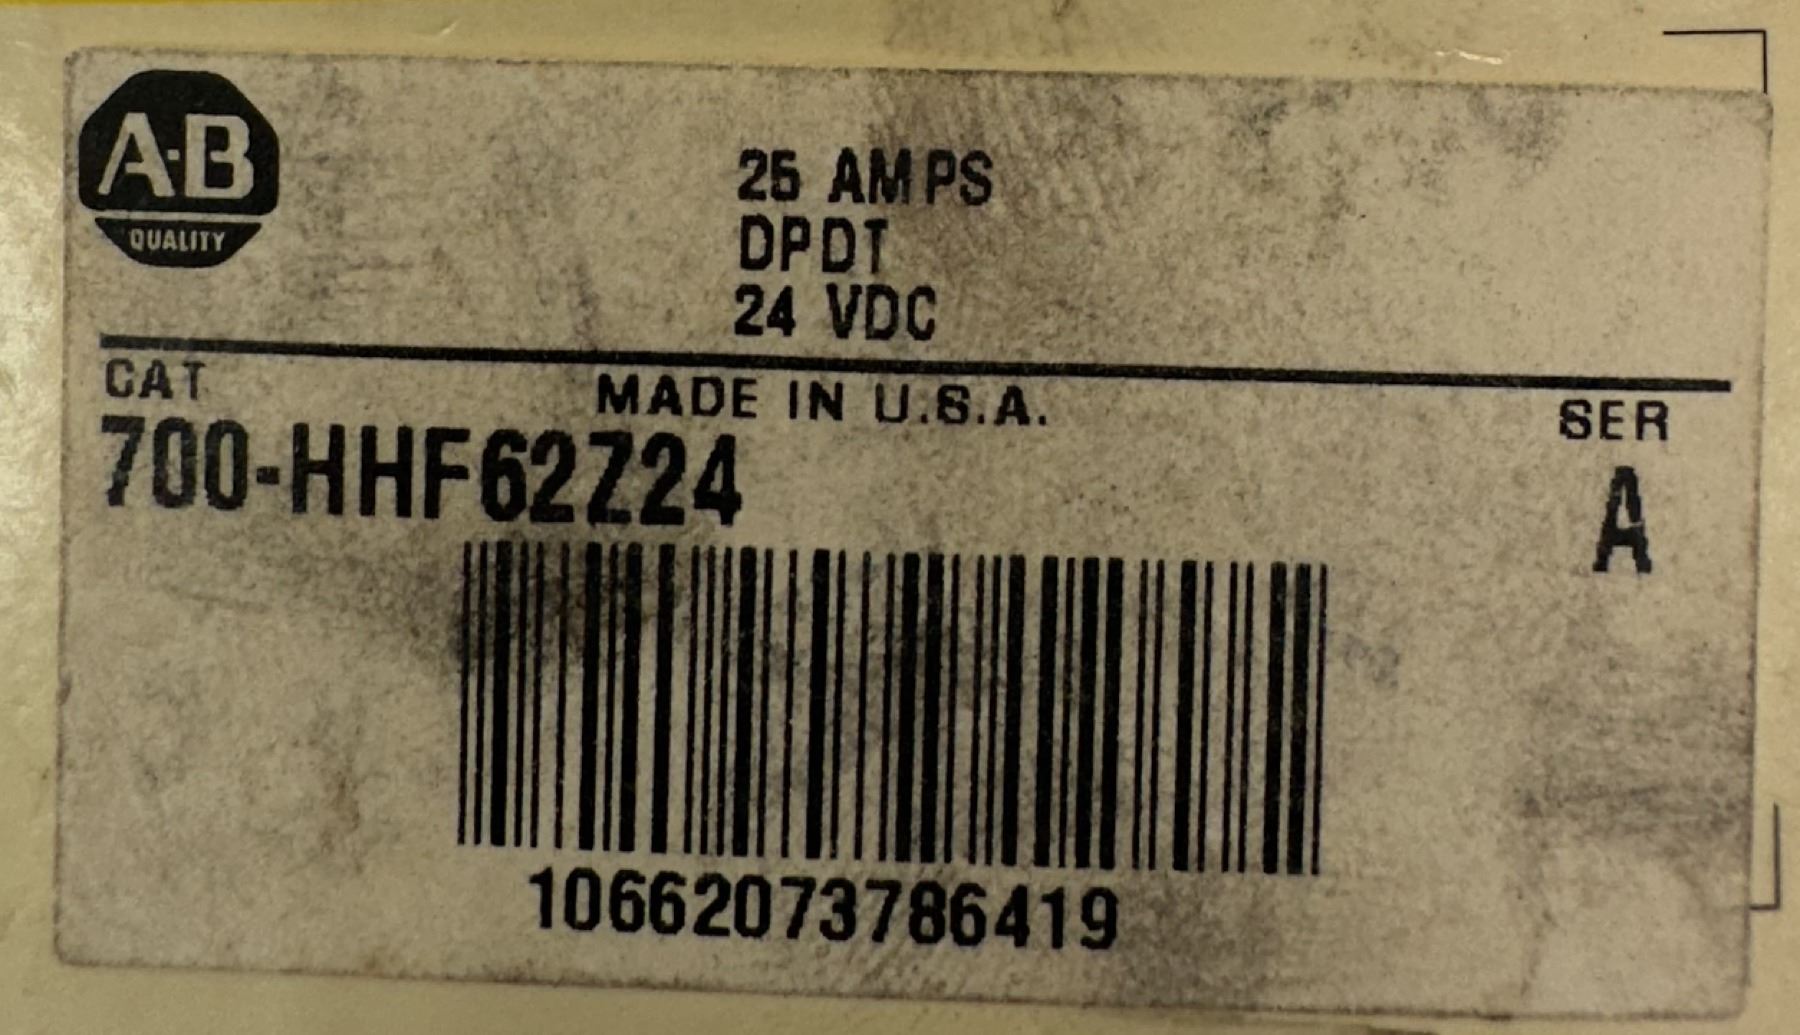 A-B
QUALITY
25 AMPS
DPDT
24 VDC
CAT
MADE IN U.S.A.
SER
700-HHF62Z24
A
10662073786419